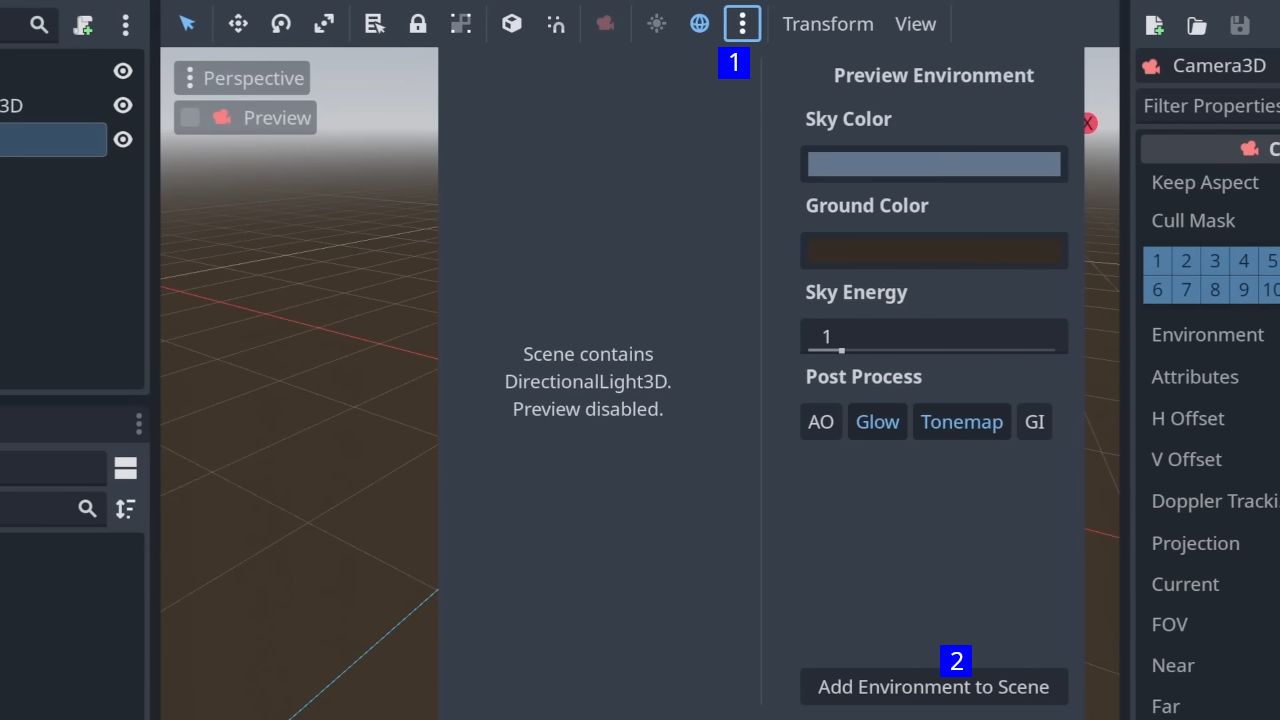 Transform
View
1
Perspective
Preview
Preview Environment
Sky Color
Ground Color
Sky Energy
1
Post Process
AO
Glow
Tonemap
GI
Scene contains
DirectionalLight3D.
Preview disabled.
2
Add Environment to Scene
3D
X
Camera3D
Filter Properties
C
Keep Aspect
Cull Mask
1 2 3 4 5
6 7 8 9 10
Environment
Attributes
H Offset
V Offset
Doppler Tracki
Projection
Current
FOV
Near
Far